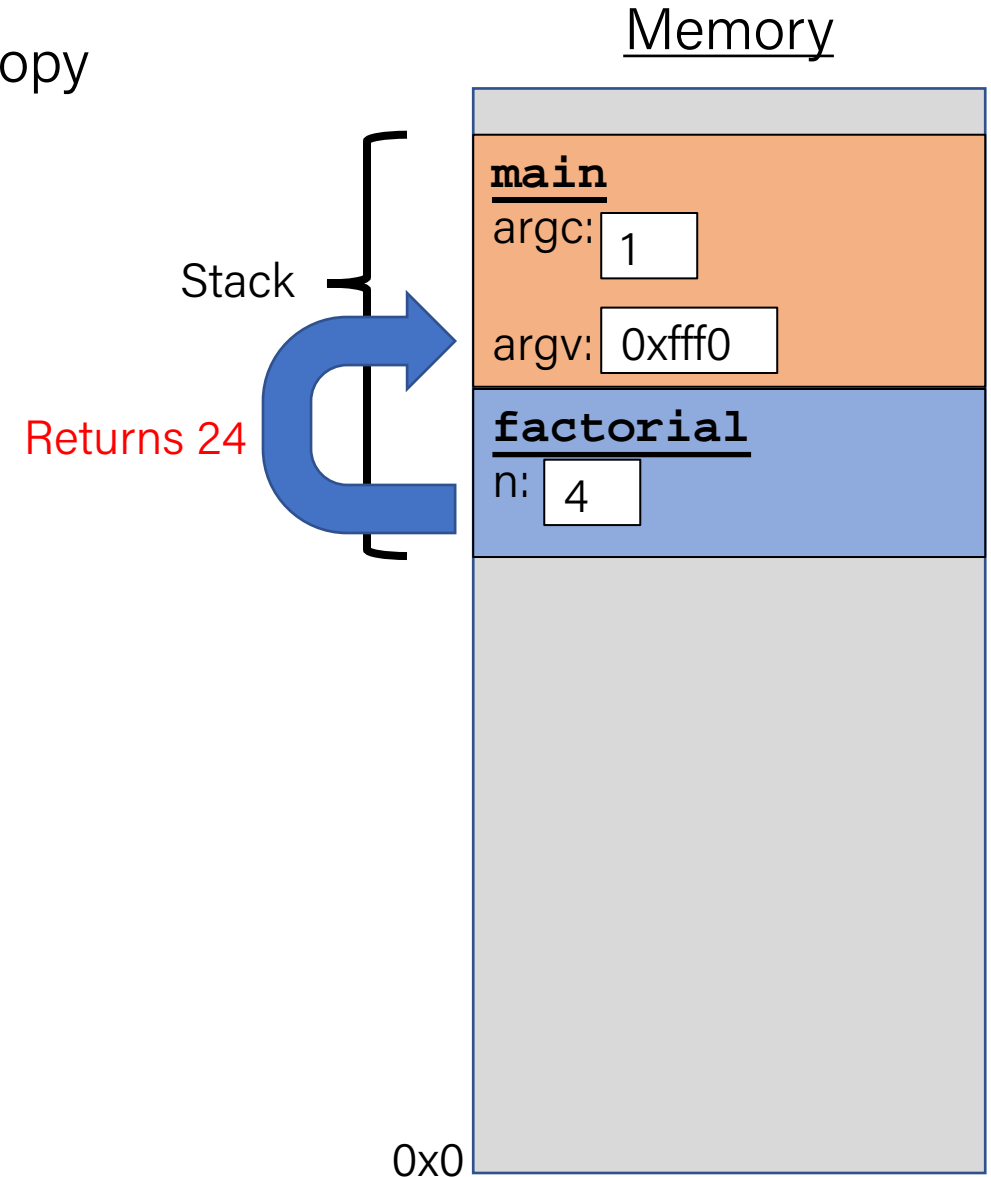 opy
Memory
main
argc: 1
Stack
argv: 0xfff0
Returns 24
factorial
n: 4
0x0